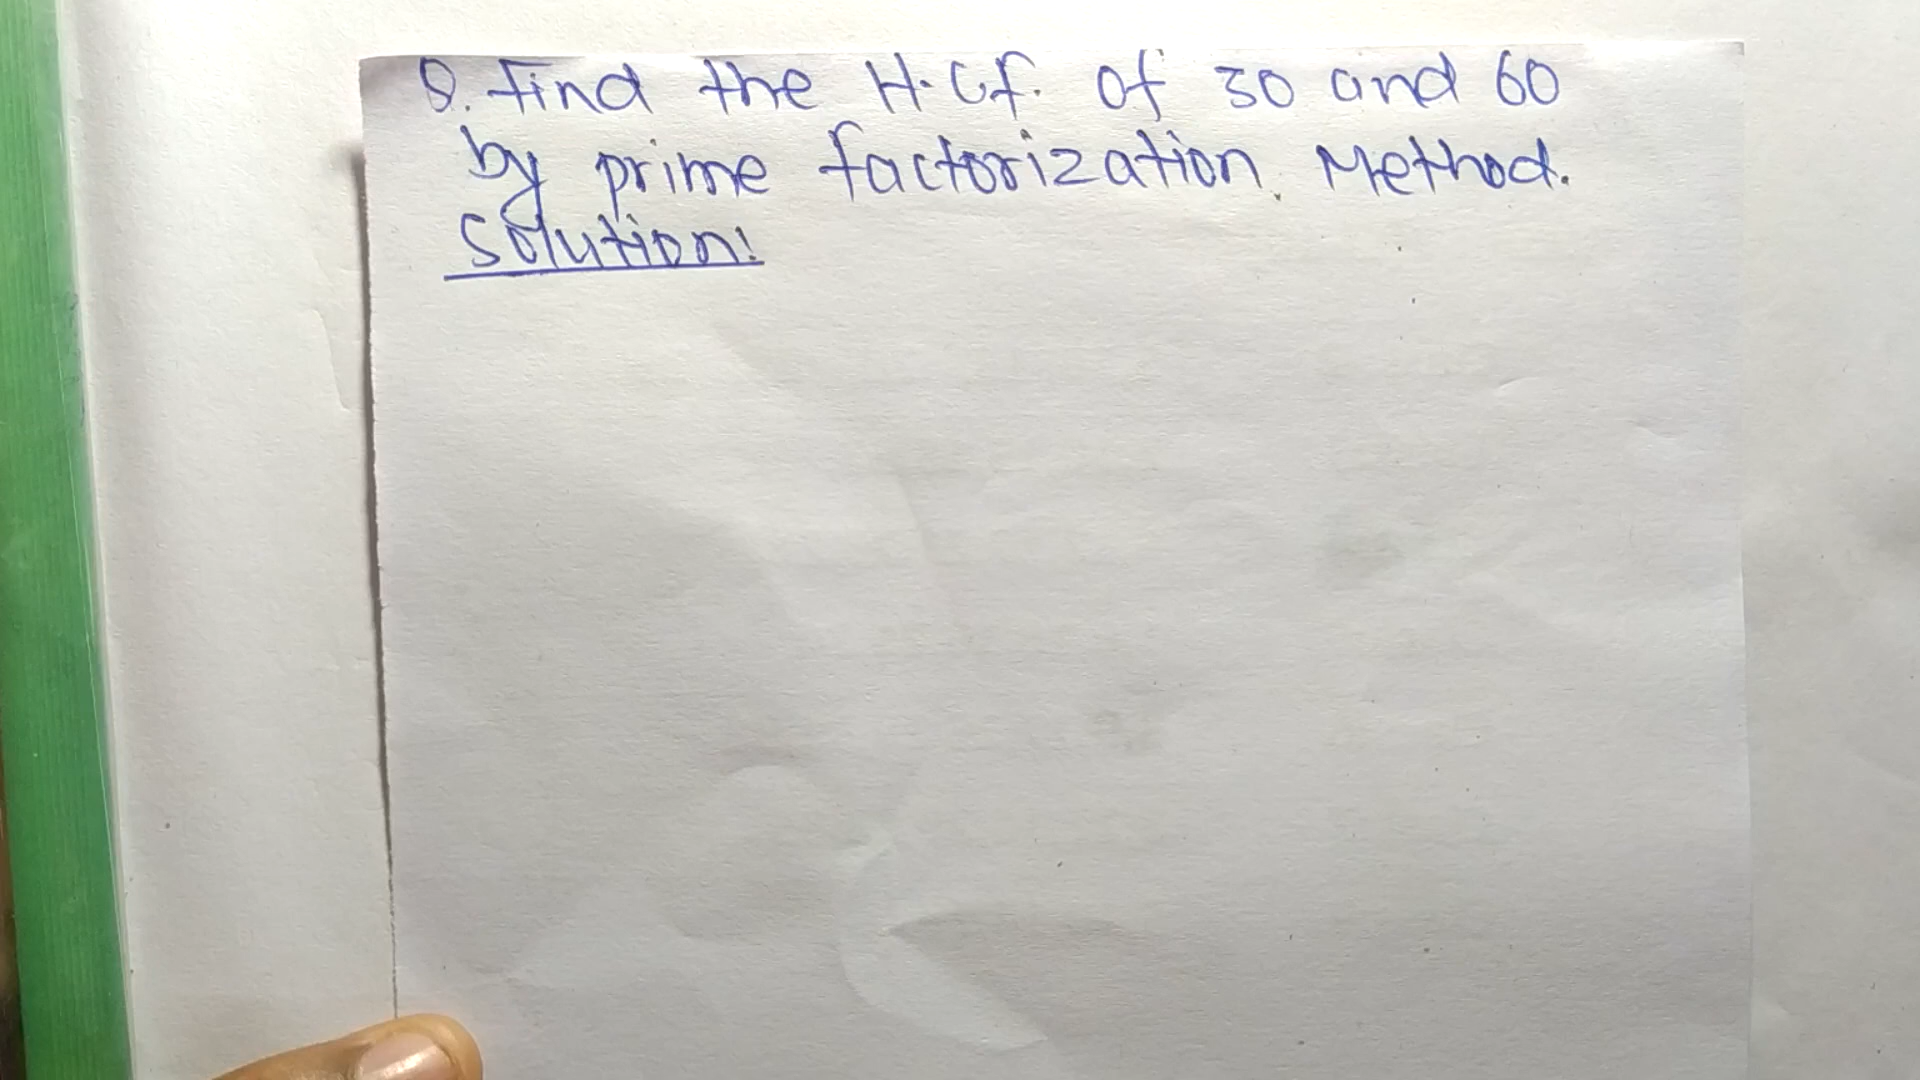 Q. Find the H.C.f. of 30 and 60
by prime factorization Method.
Solution: